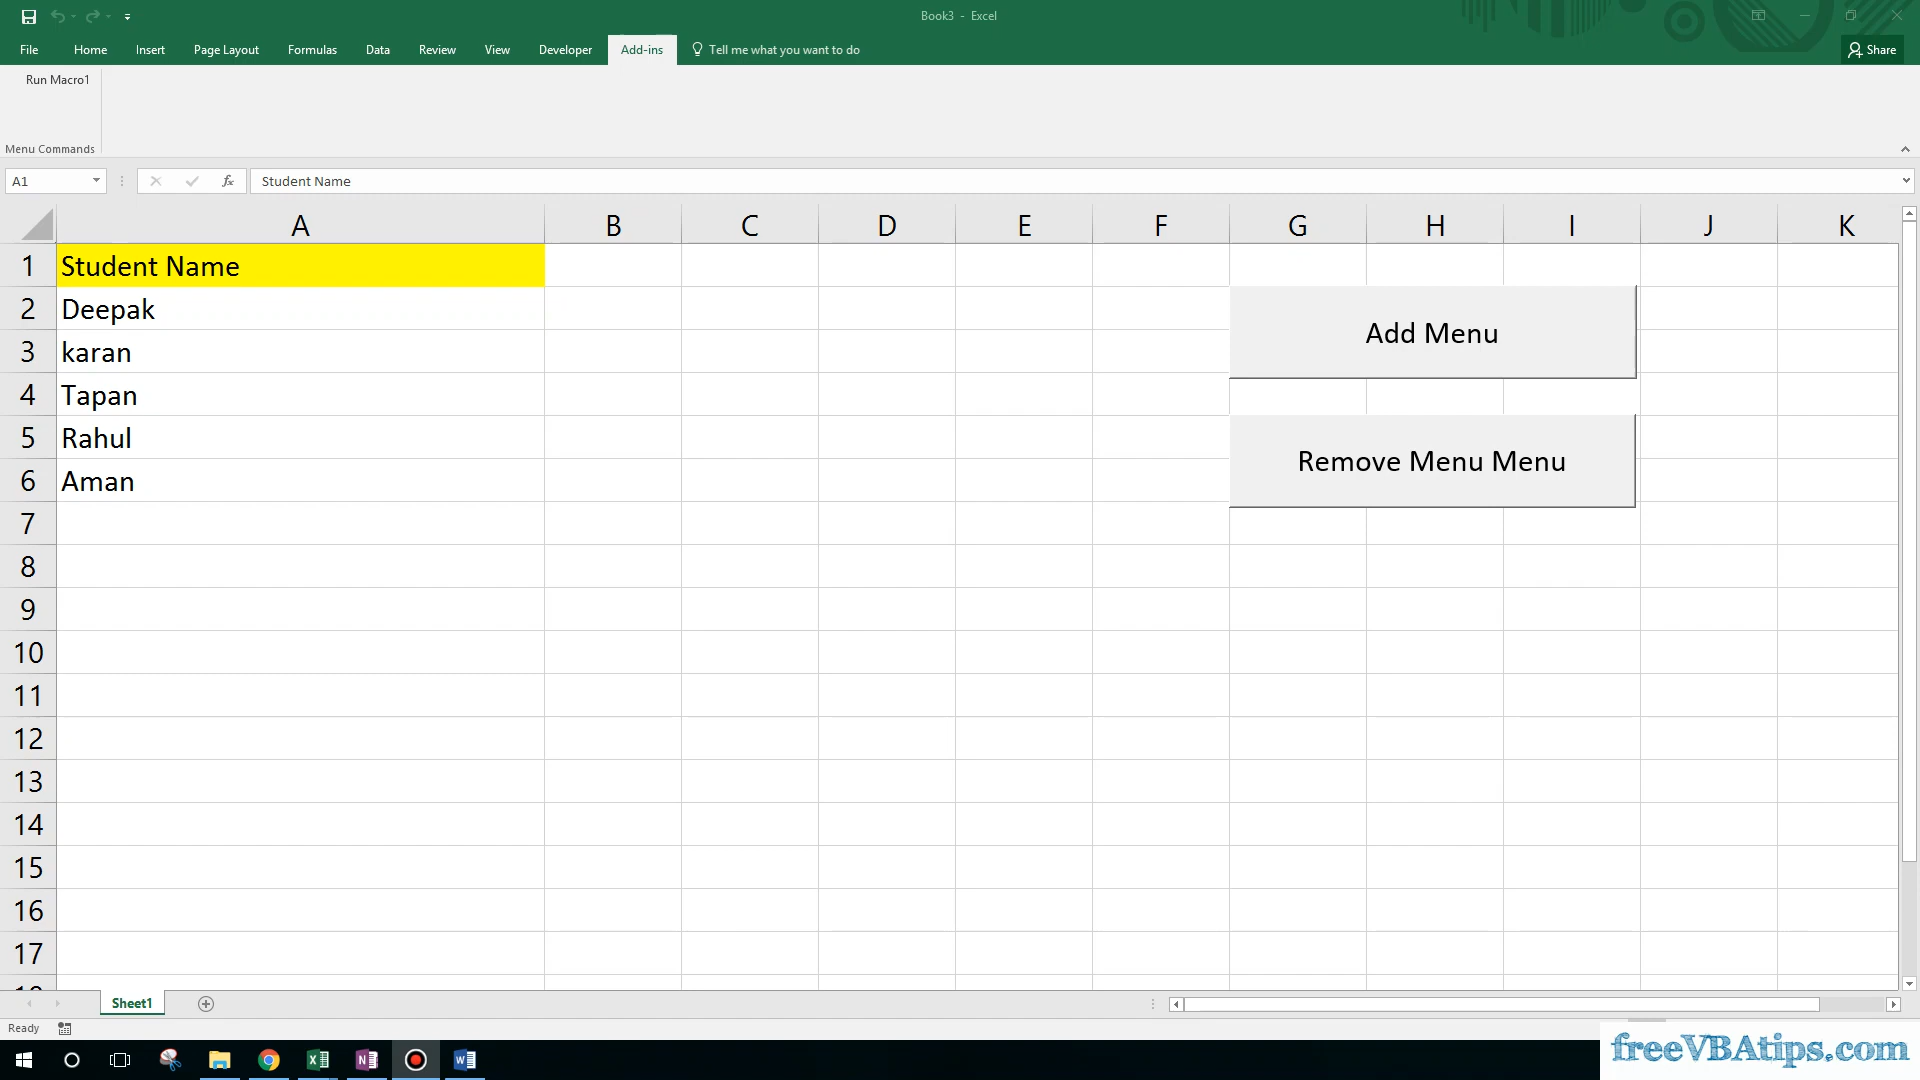 Book3 - Excel
File Home Insert Page Layout Formulas Data Review View Developer Add-ins Tell me what you want to do Share
Run Macro1
Menu Commands
A1 fx Student Name
A B C D E F G H I J K
1 Student Name
2 Deepak
Add Menu
3 karan
4 Tapan
5 Rahul
Remove Menu Menu
6 Aman
7
8
9
10
11
12
13
14
15
16
17
Sheet1
Ready
freeVBAtips.com